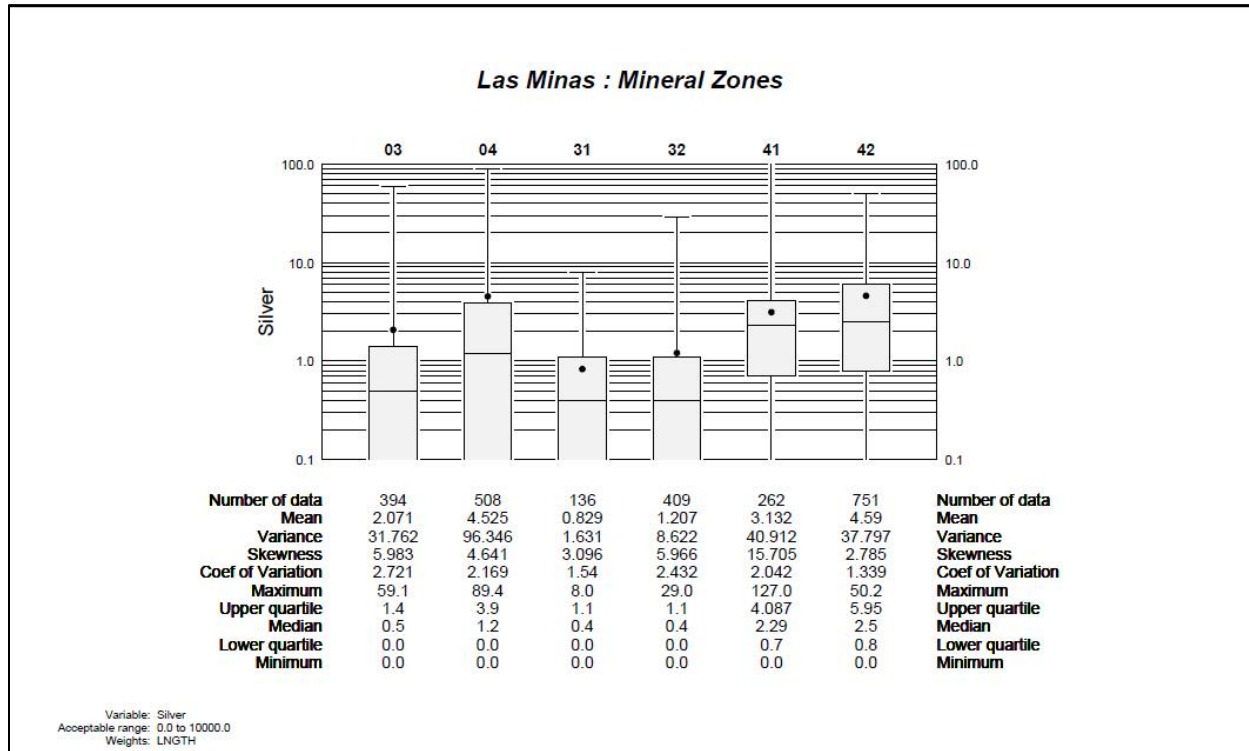 Las Minas : Mineral Zones
03 04 31 32 41 42
100.0 100.0
10.0 10.0
Silver
1.0 1.0
0.1 0.1
Number of data 394 508 136 409 262 751 Number of data
Mean 2.071 4.525 0.829 1.207 3.132 4.59 Mean
Variance 31.762 96.346 1.631 8.622 40.912 37.797 Variance
Skewness 5.983 4.641 3.096 5.966 15.705 2.785 Skewness
Coef of Variation 2.721 2.169 1.54 2.432 2.042 1.339 Coef of Variation
Maximum 59.1 89.4 8.0 29.0 127.0 50.2 Maximum
Upper quartile 1.4 3.9 1.1 1.1 4.087 5.95 Upper quartile
Median 0.5 1.2 0.4 0.4 2.29 2.5 Median
Lower quartile 0.0 0.0 0.0 0.0 0.7 0.8 Lower quartile
Minimum 0.0 0.0 0.0 0.0 0.0 0.0 Minimum
Variable: Silver
Acceptable range: 0.0 to 10000.0
Weights: LNGTH